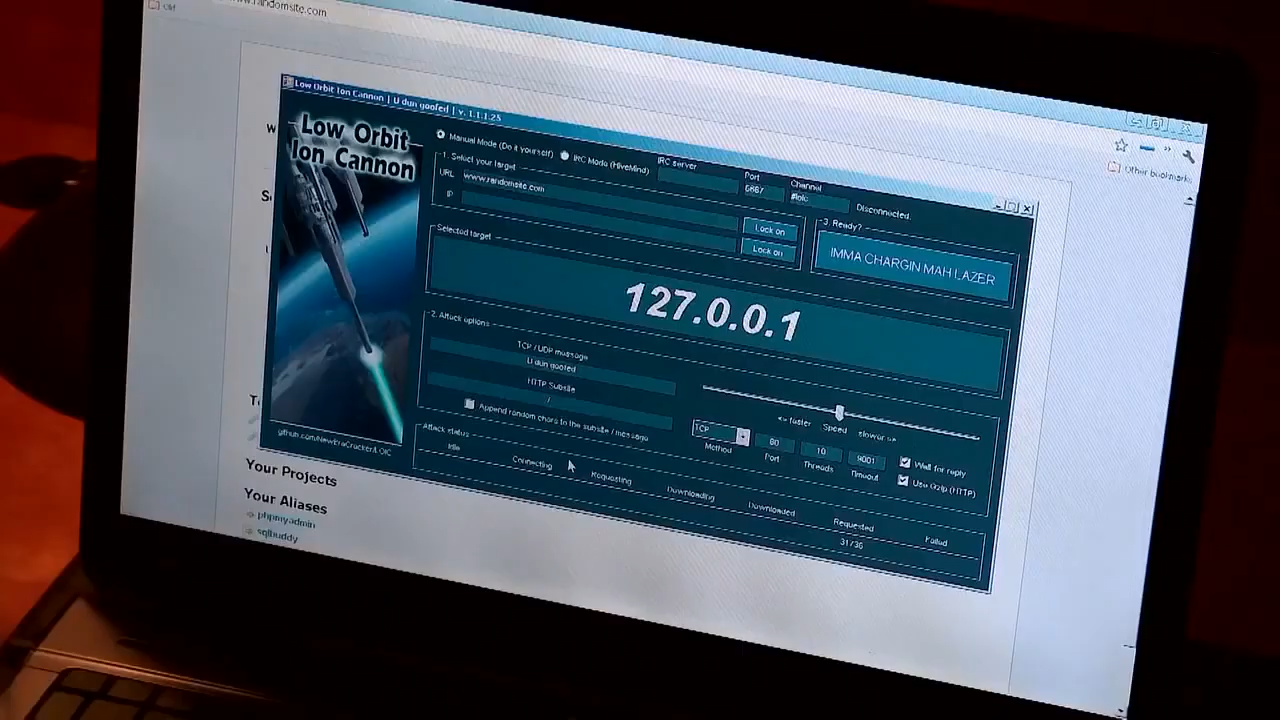 www.randomsite.com
Old
Other bookmarks
Low Orbit Ion Cannon | U dun goofed | v. 1.1.1.25
Low Orbit
Ion Cannon
Manual Mode (Do it yourself)
IRC Mode (HiveMind)
IRC server
Port
6667
Channel
#loic
Disconnected.
1. Select your target
URL
www.randomsite.com
Lock on
IP
Lock on
3. Ready?
IMMA CHARGIN MAH LAZER
Selected target
127.0.0.1
2. Attack options
TCP / UDP message
U dun goofed
HTTP Subsite
/
Append random chars to the subsite / message
<= faster Speed slower =>
TCP
Method
80
Port
10
Threads
9001
Timeout
Wait for reply
Use Gzip (HTTP)
github.com/NewEraCracker/LOIC
Attack status
Idle
Connecting
Requesting
Downloading
Downloaded
Requested
31736
Failed
Your Projects
Your Aliases
phpmyadmin
sqlbuddy